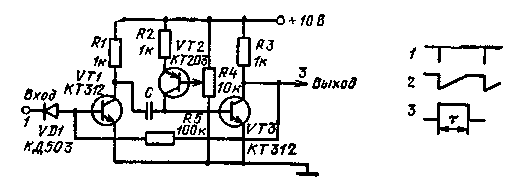 +10 В
R1
1к
R2
1к
VT2
КТ203
R3
1к
R4
10к
VT1
КТ312
C
3
Выход
Вход
1
VD1
КД503
R5
100к
VT3
КТ312
1
2
3
τ